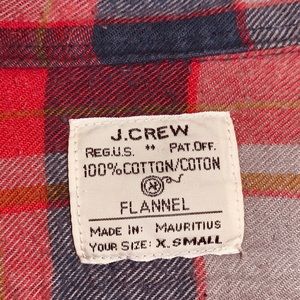 J.CREW
REG.U.S. ** PAT.OFF.
100%COTTON/COTON
FLANNEL
MADE IN: MAURITIUS
YOUR SIZE: X.SMALL